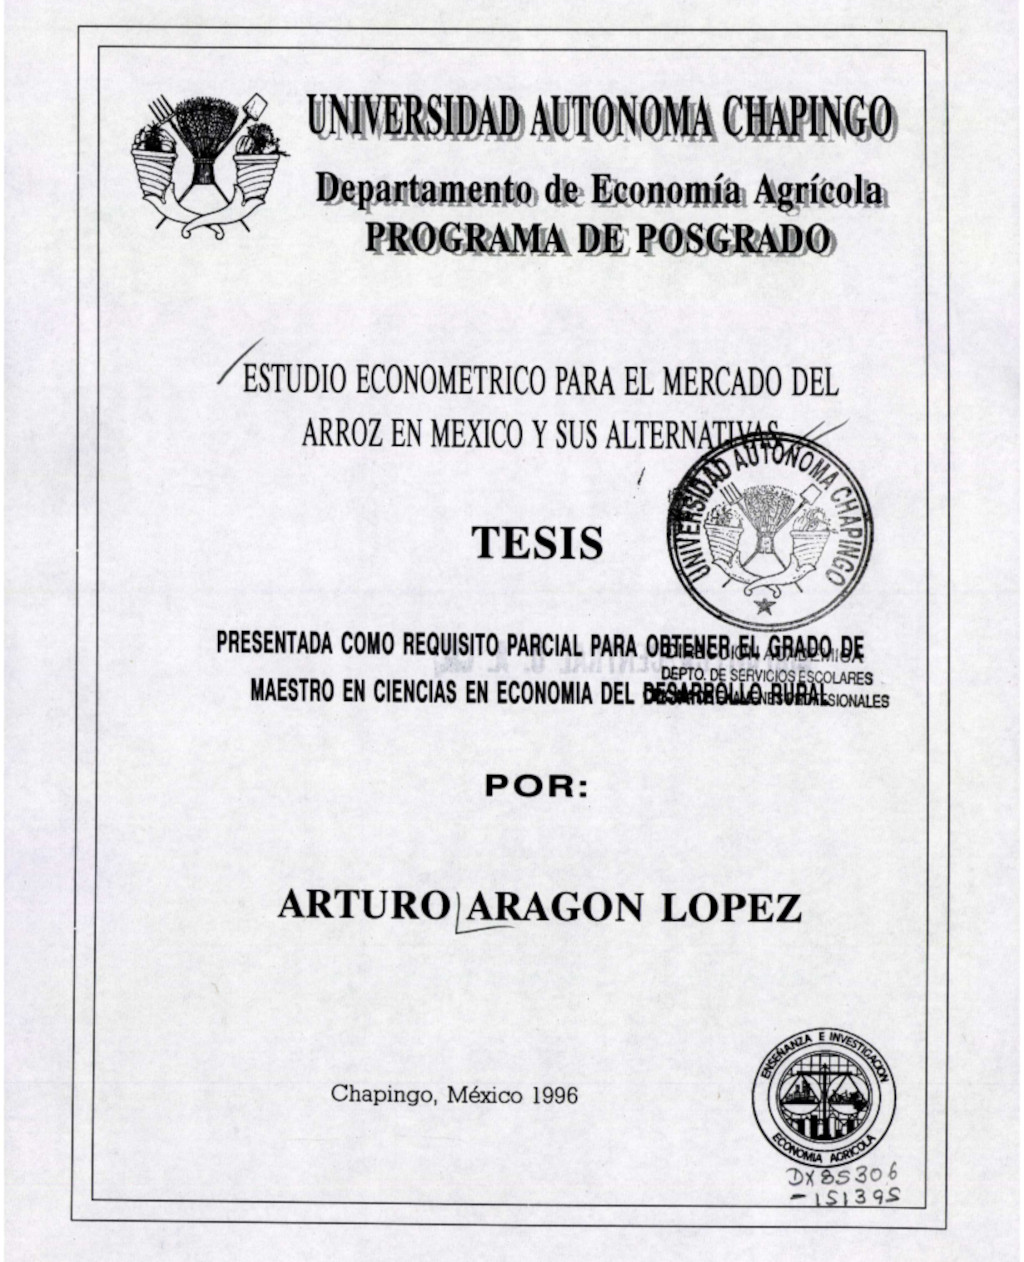 UNIVERSIDAD AUTONOMA CHAPINGO
Departamento de Economía Agrícola
PROGRAMA DE POSGRADO
ESTUDIO ECONOMETRICO PARA EL MERCADO DEL
ARROZ EN MEXICO Y SUS ALTERNATIVAS
UNIVERSIDAD AUTONOMA CHAPINGO
TESIS
PRESENTADA COMO REQUISITO PARCIAL PARA OBTENER EL GRADO DE
DIRECCION ACADEMICA
DEPTO. DE SERVICIOS ESCOLARES
MAESTRO EN CIENCIAS EN ECONOMIA DEL DESARROLLO RURAL
POR:
ARTURO ARAGON LOPEZ
Chapingo, México 1996
ENSEÑANZA E INVESTIGACION
ECONOMIA AGRICOLA
DX 85306
-151395